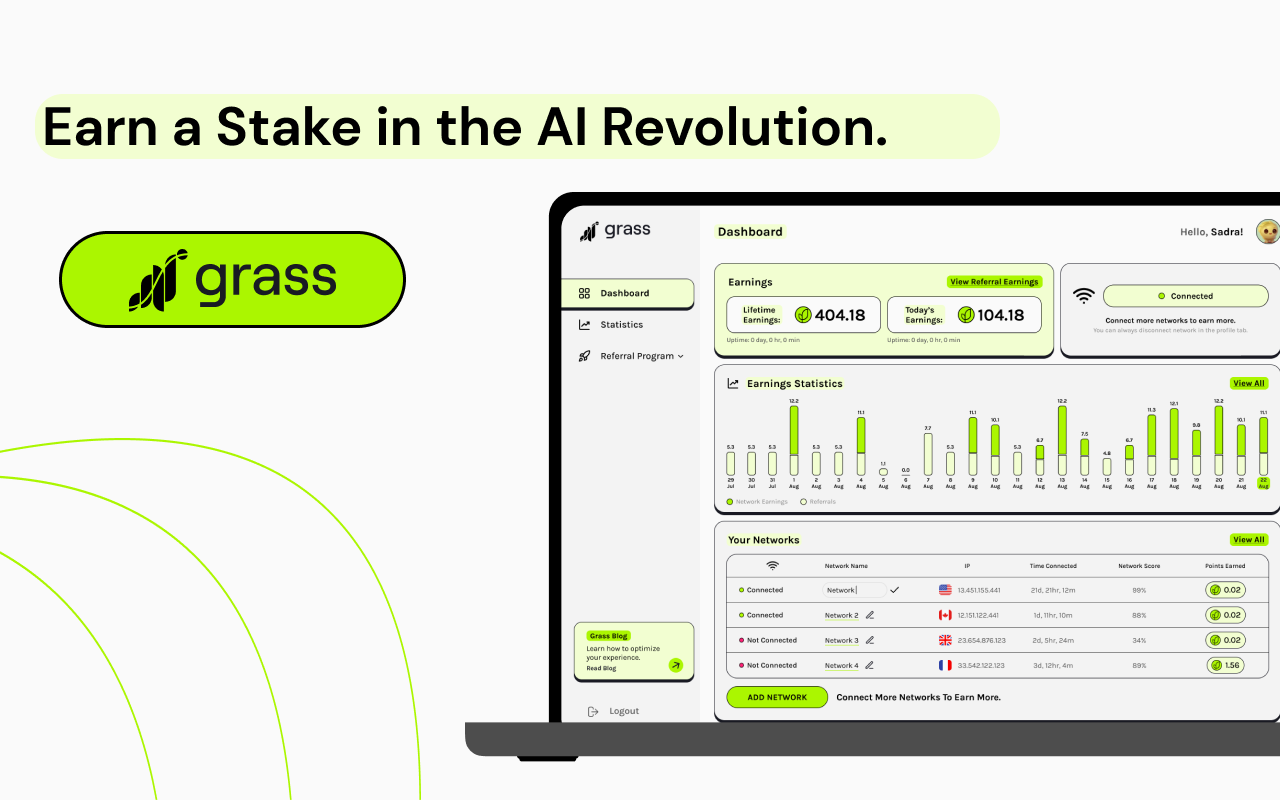 Earn a Stake in the AI Revolution.
grass
grass
Dashboard
Hello, Sadra!
Dashboard
Statistics
Referral Program
Earnings
View Referral Earnings
Lifetime
Earnings:
404.18
Today's
Earnings:
104.18
Uptime: 0 day, 0 hr, 0 min
Uptime: 0 day, 0 hr, 0 min
Connected
Connect more networks to earn more.
You can always disconnect network in the profile tab.
Earnings Statistics
View All
5.3 5.3 5.3 12.2 5.3 5.3 11.1 1.1 0.0 7.7 5.3 11.1 10.1 5.3 6.7 12.2 7.5 4.8 6.7 11.3 12.1 9.8 12.2 10.1 11.1
29 30 31 1 2 3 4 5 6 7 8 9 10 11 12 13 14 15 16 17 18 19 20 21 22
Jul Jul Jul Aug Aug Aug Aug Aug Aug Aug Aug Aug Aug Aug Aug Aug Aug Aug Aug Aug Aug Aug Aug Aug Aug
Network Earnings Referrals
Your Networks
View All
Network Name IP Time Connected Network Score Points Earned
Connected Network 13.451.155.441 21d, 21hr, 12m 99% 0.02
Connected Network 2 12.151.122.441 1d, 11hr, 10m 88% 0.02
Not Connected Network 3 23.654.876.123 2d, 5hr, 24m 34% 0.02
Not Connected Network 4 33.542.122.123 3d, 12hr, 4m 89% 1.56
ADD NETWORK
Connect More Networks To Earn More.
Grass Blog
Learn how to optimize
your experience.
Read Blog
Logout